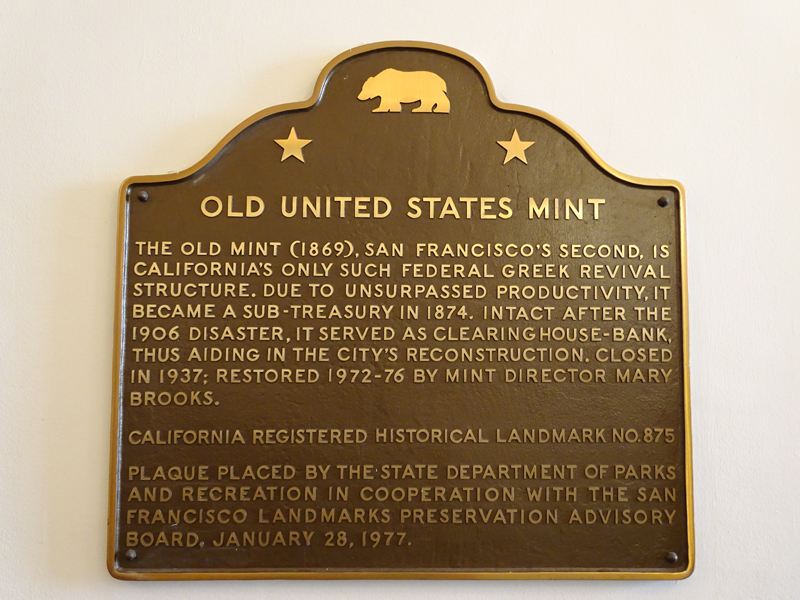 OLD UNITED STATES MINT
THE OLD MINT (1869), SAN FRANCISCO'S SECOND, IS
CALIFORNIA'S ONLY SUCH FEDERAL GREEK REVIVAL
STRUCTURE. DUE TO UNSURPASSED PRODUCTIVITY, IT
BECAME A SUB-TREASURY IN 1874. INTACT AFTER THE
1906 DISASTER, IT SERVED AS CLEARINGHOUSE-BANK,
THUS AIDING IN THE CITY'S RECONSTRUCTION. CLOSED
IN 1937; RESTORED 1972-76 BY MINT DIRECTOR MARY
BROOKS.
CALIFORNIA REGISTERED HISTORICAL LANDMARK NO.875
PLAQUE PLACED BY THE STATE DEPARTMENT OF PARKS
AND RECREATION IN COOPERATION WITH THE SAN
FRANCISCO LANDMARKS PRESERVATION ADVISORY
BOARD, JANUARY 28, 1977.